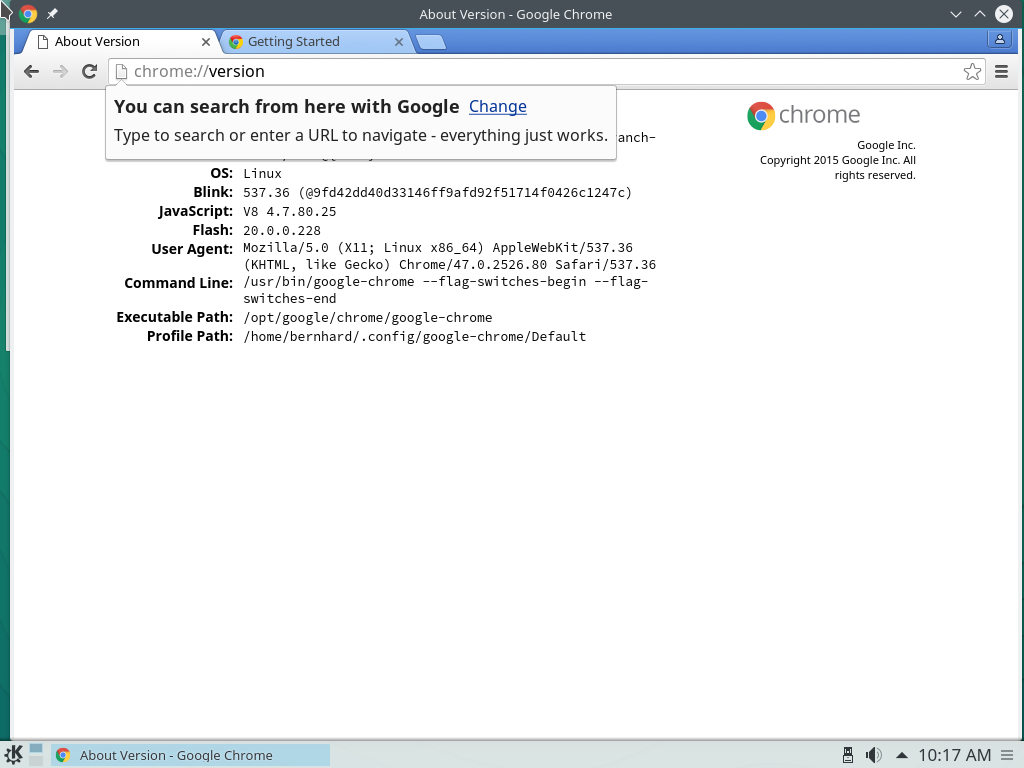 About Version - Google Chrome
About Version
Getting Started
chrome://version
You can search from here with Google Change
Type to search or enter a URL to navigate - everything just works.
anch-
chrome
Google Inc.
Copyright 2015 Google Inc. All
rights reserved.
OS: Linux
Blink: 537.36 (@9fd42dd40d33146ff9afd92f51714f0426c1247c)
JavaScript: V8 4.7.80.25
Flash: 20.0.0.228
User Agent: Mozilla/5.0 (X11; Linux x86_64) AppleWebKit/537.36
(KHTML, like Gecko) Chrome/47.0.2526.80 Safari/537.36
Command Line: /usr/bin/google-chrome --flag-switches-begin --flag-
switches-end
Executable Path: /opt/google/chrome/google-chrome
Profile Path: /home/bernhard/.config/google-chrome/Default
About Version - Google Chrome
10:17 AM